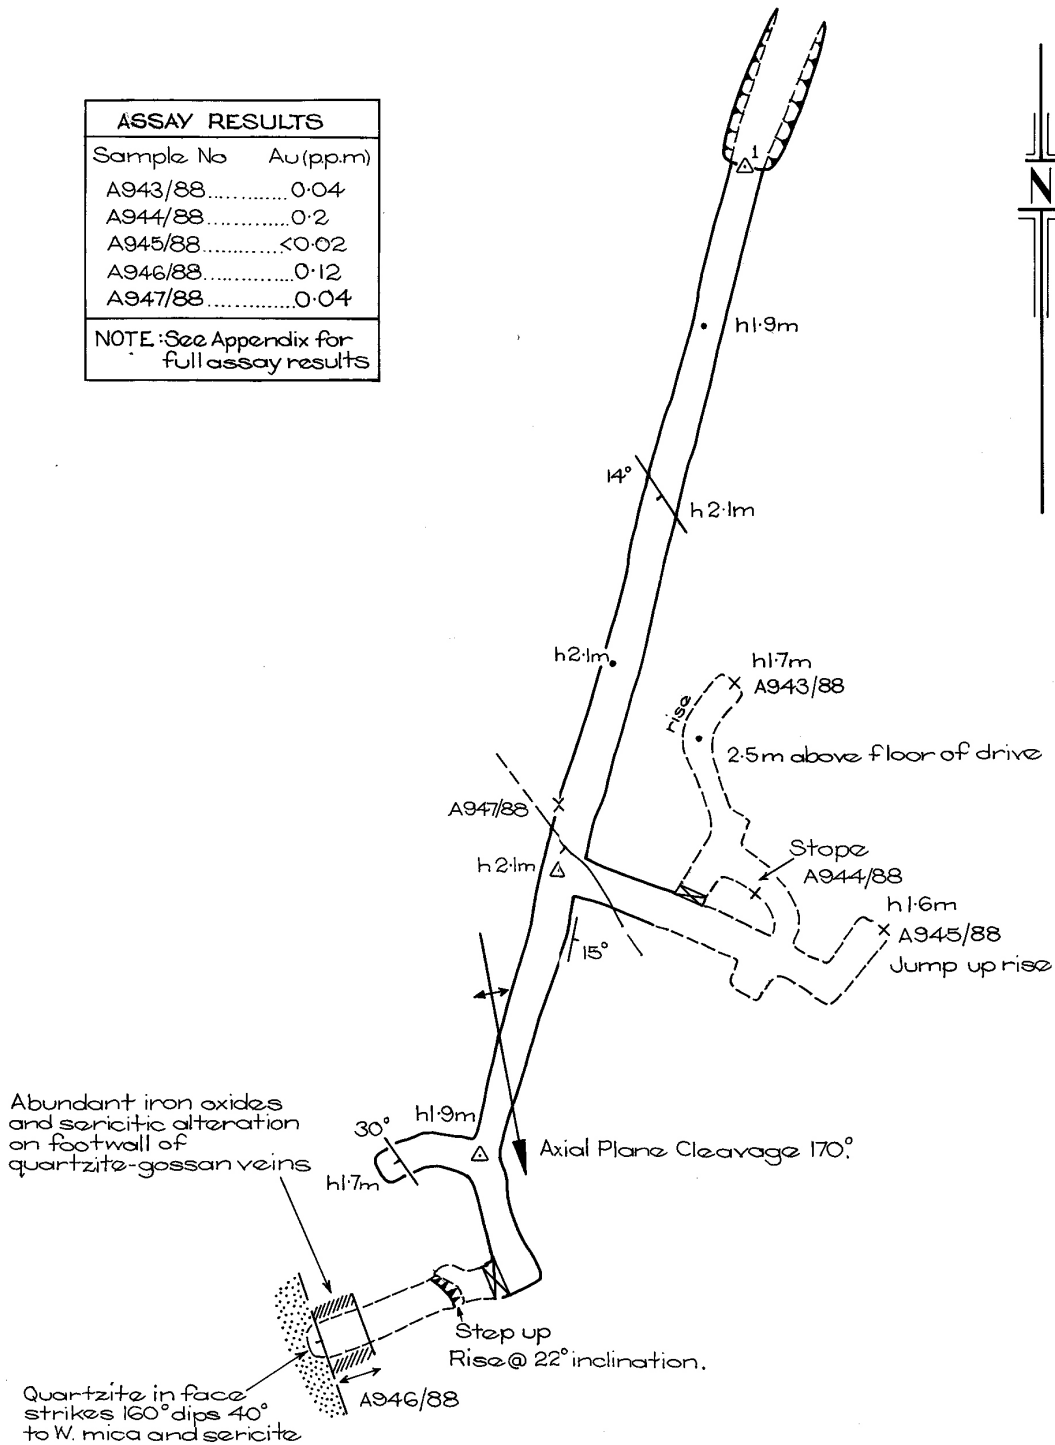 ASSAY RESULTS
Sample No Au(p.p.m)
A943/88............0·04
A944/88............0·2
A945/88...........<0·02
A946/88.............0·12
A947/88............0·04
NOTE:See Appendix for
full assay results
1
N
h1·9m
14°
h2·1m
h2·1m
h1·7m
A943/88
rise
2·5m above floor of drive
A947/88
h2·1m
Stope
A944/88
h1·6m
A945/88
Jump up rise
15°
Abundant iron oxides
and sericitic alteration
on footwall of
quartzite-gossan veins
h1·9m
30°
h1·7m
Axial Plane Cleavage 170°.
Step up
Rise @ 22° inclination.
A946/88
Quartzite in face
strikes 160° dips 40°
to W. mica and sericite